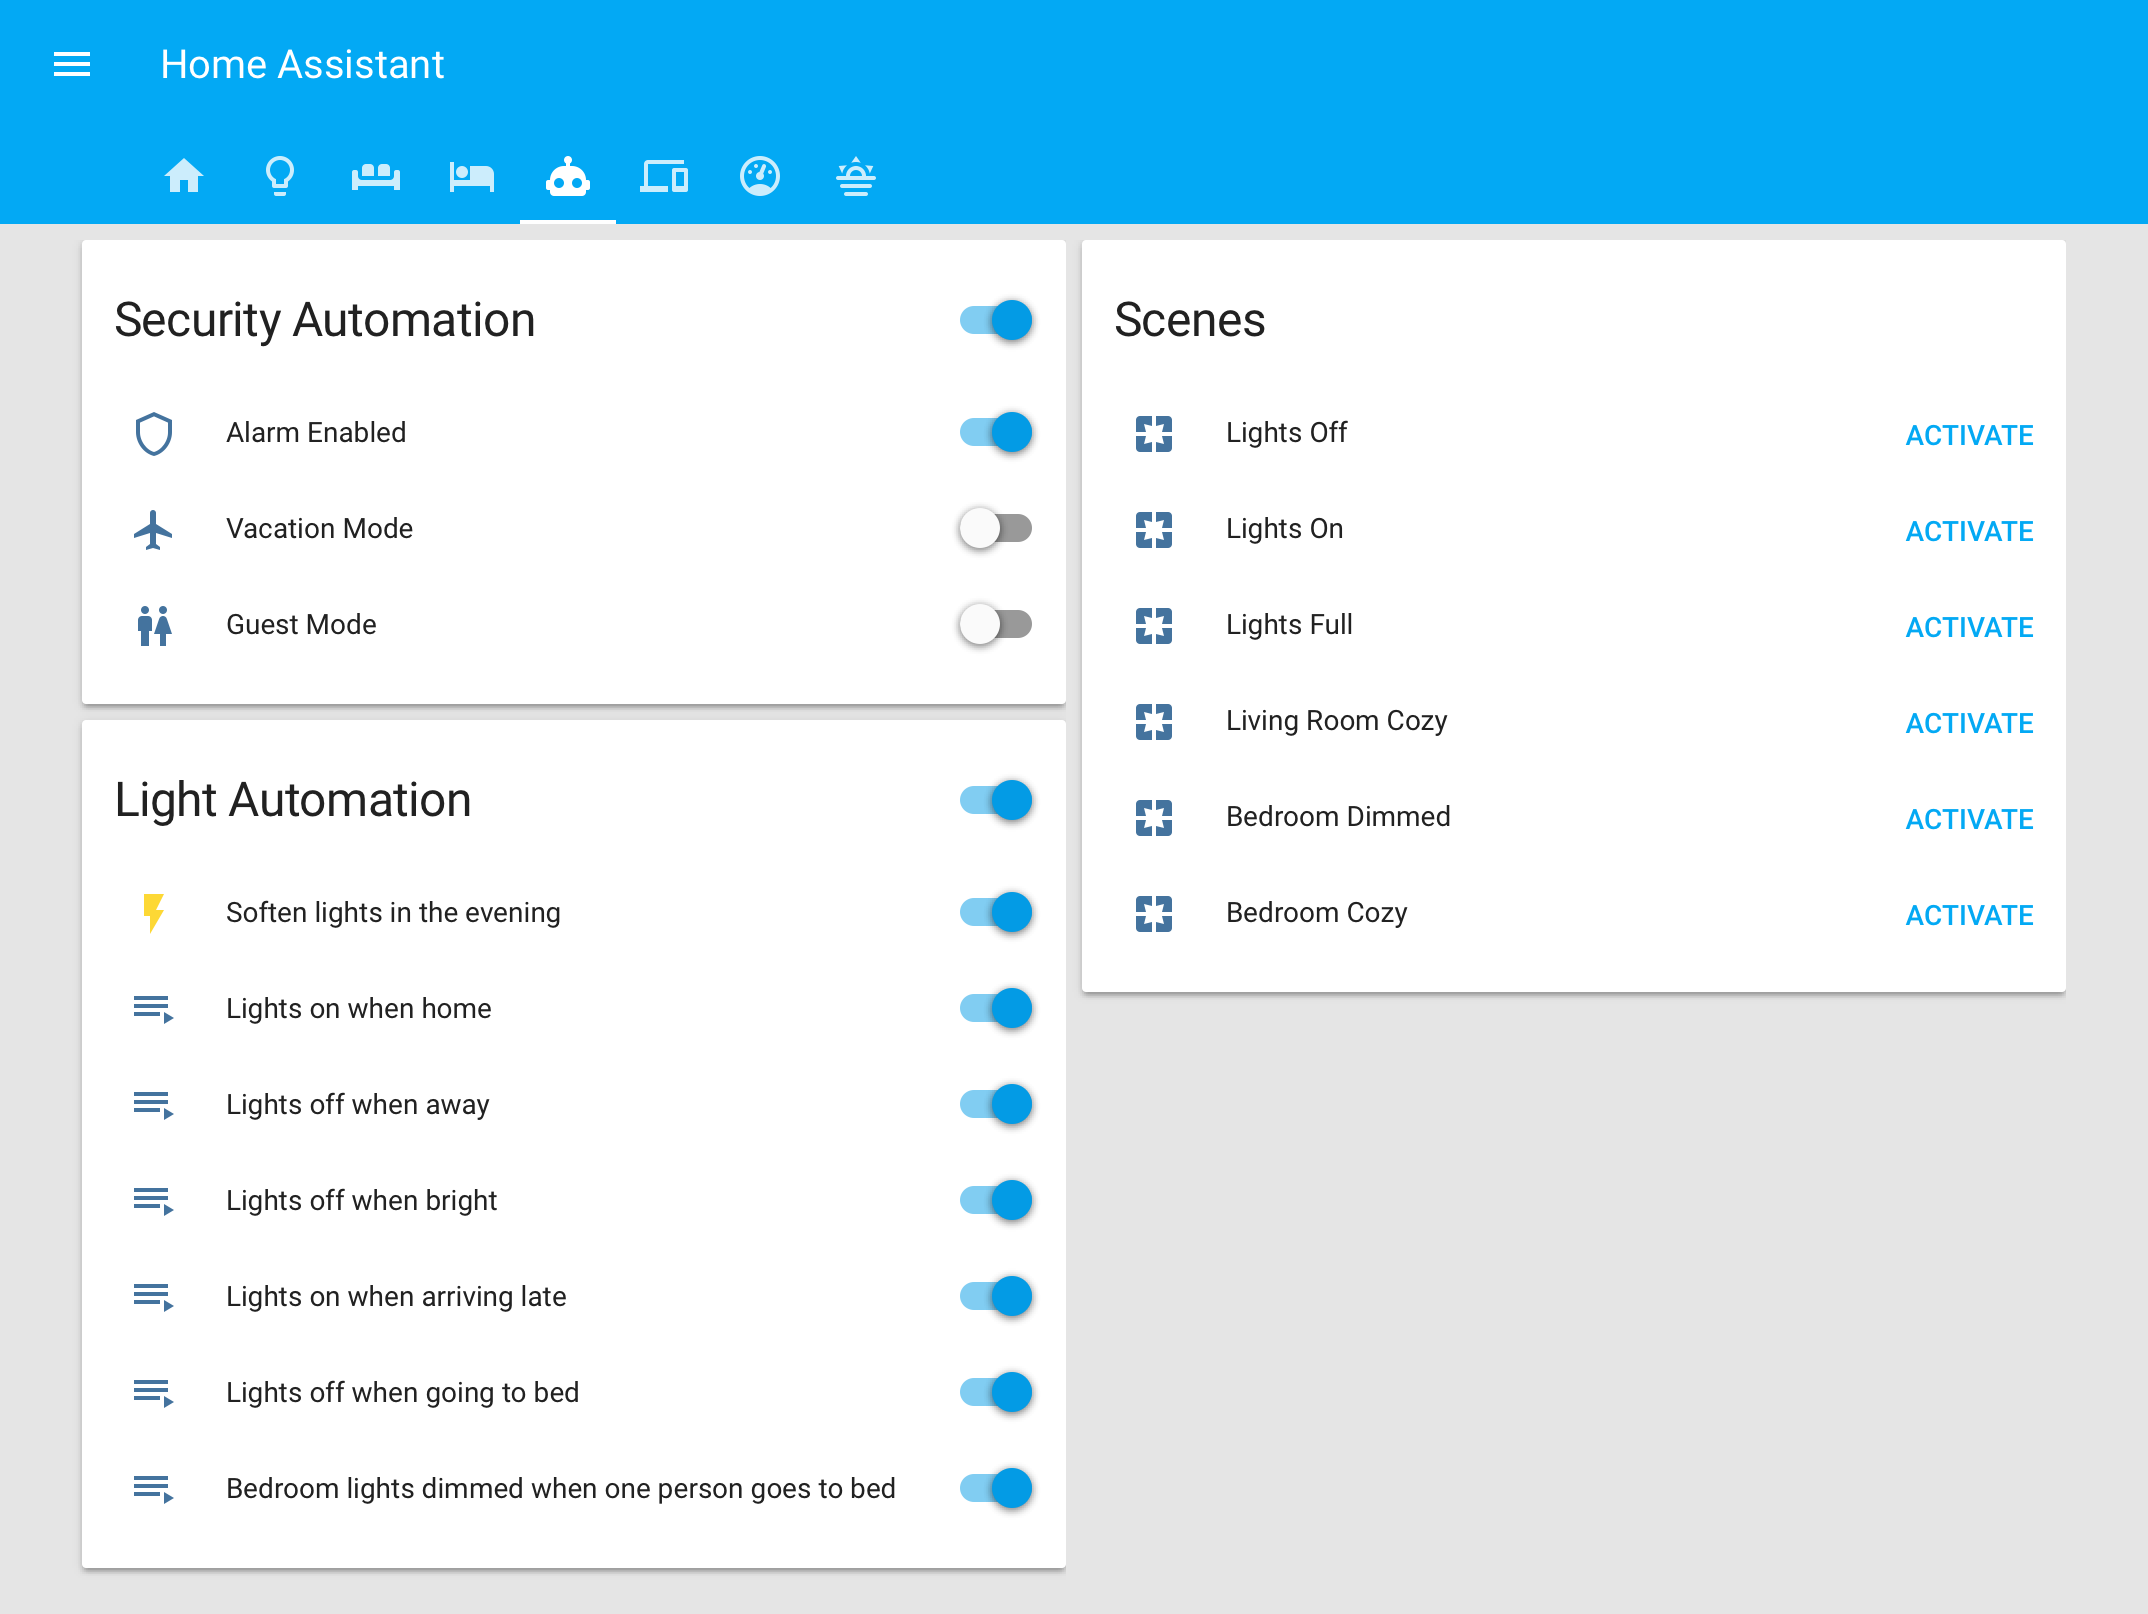 Home Assistant
Security Automation
Alarm Enabled
Vacation Mode
Guest Mode
Light Automation
Soften lights in the evening
Lights on when home
Lights off when away
Lights off when bright
Lights on when arriving late
Lights off when going to bed
Bedroom lights dimmed when one person goes to bed
Scenes
Lights Off ACTIVATE
Lights On ACTIVATE
Lights Full ACTIVATE
Living Room Cozy ACTIVATE
Bedroom Dimmed ACTIVATE
Bedroom Cozy ACTIVATE